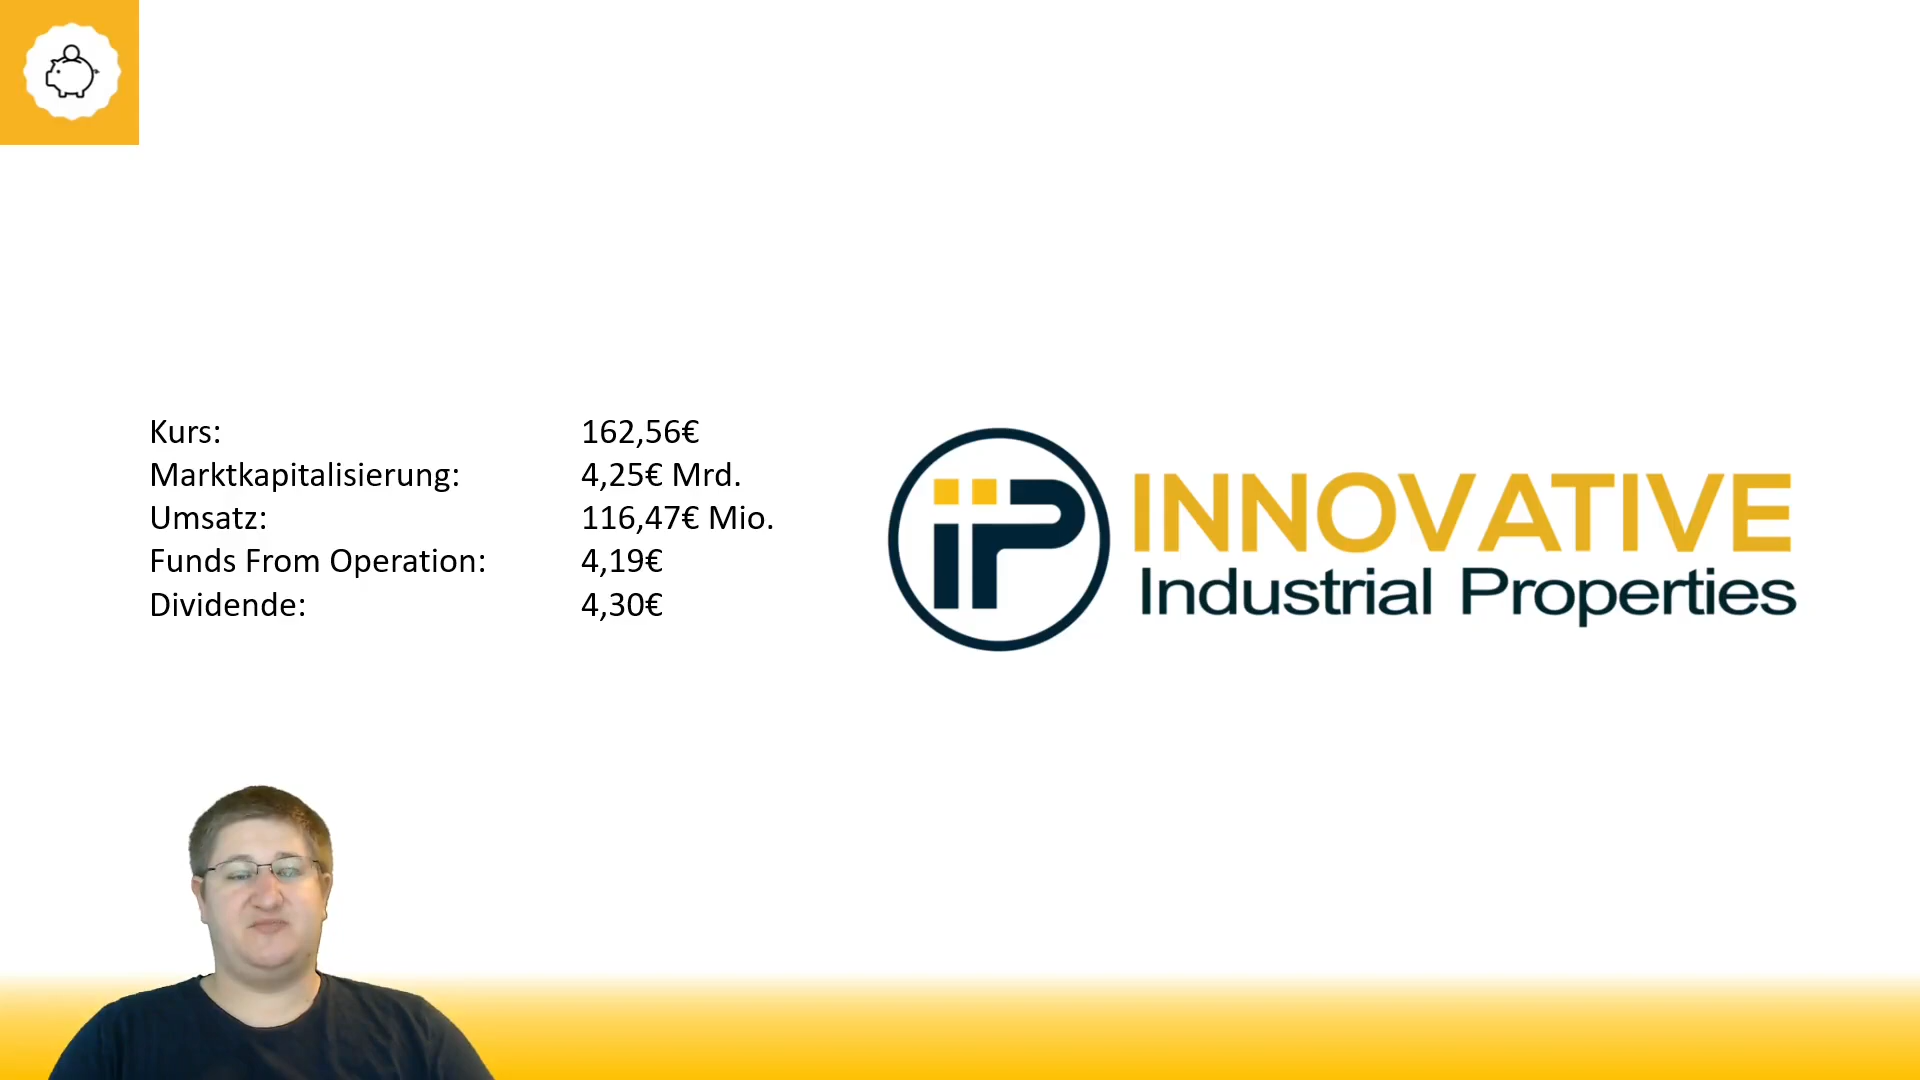 Kurs: 162,56€
Marktkapitalisierung: 4,25€ Mrd.
Umsatz: 116,47€ Mio.
Funds From Operation: 4,19€
Dividende: 4,30€
iP
INNOVATIVE
Industrial Properties